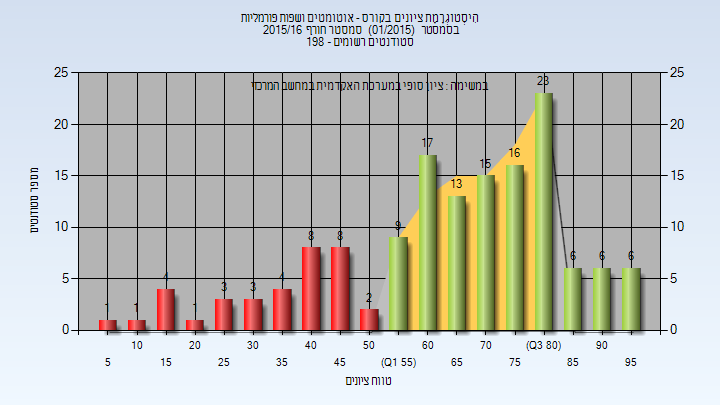 הִיסְטוֹגְרָמַת ציונים בקורס - אוטומטים ושפות פורמליות
בסמסטר (01/2015) סמסטר חורף 2015/16
סטודנטים רשומים - 198
במשימה : ציון סופי במערכת האקדמית במחשב המרכזי
מספר סטודנטים
25 25
20 20
15 15
10 10
5 5
0 0
1 1 4 1 3 3 4 8 8 2 9 17 13 15 16 23 6 6 6
10 20 30 40 50 60 70 (Q3 80) 90
5 15 25 35 45 (Q1 55) 65 75 85 95
טווח ציונים